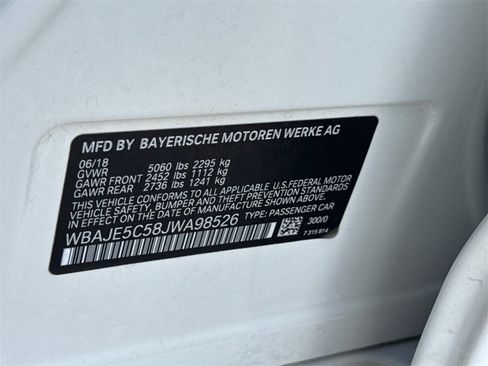 MFD BY BAYERISCHE MOTOREN WERKE AG
06/18
GVWR 5060 lbs 2295 kg
GAWR FRONT 2452 lbs 1112 kg
GAWR REAR 2736 lbs 1241 kg
THIS VEHICLE CONFORMS TO ALL APPLICABLE U.S.FEDERAL MOTOR
VEHICLE SAFETY, BUMPER, AND THEFT PREVENTION STANDARDS
IN EFFECT ON THE DATE OF MANUFACTURE SHOWN ABOVE.
WBAJE5C58JWA98526 TYPE: PASSENGER CAR
300/0
7315814